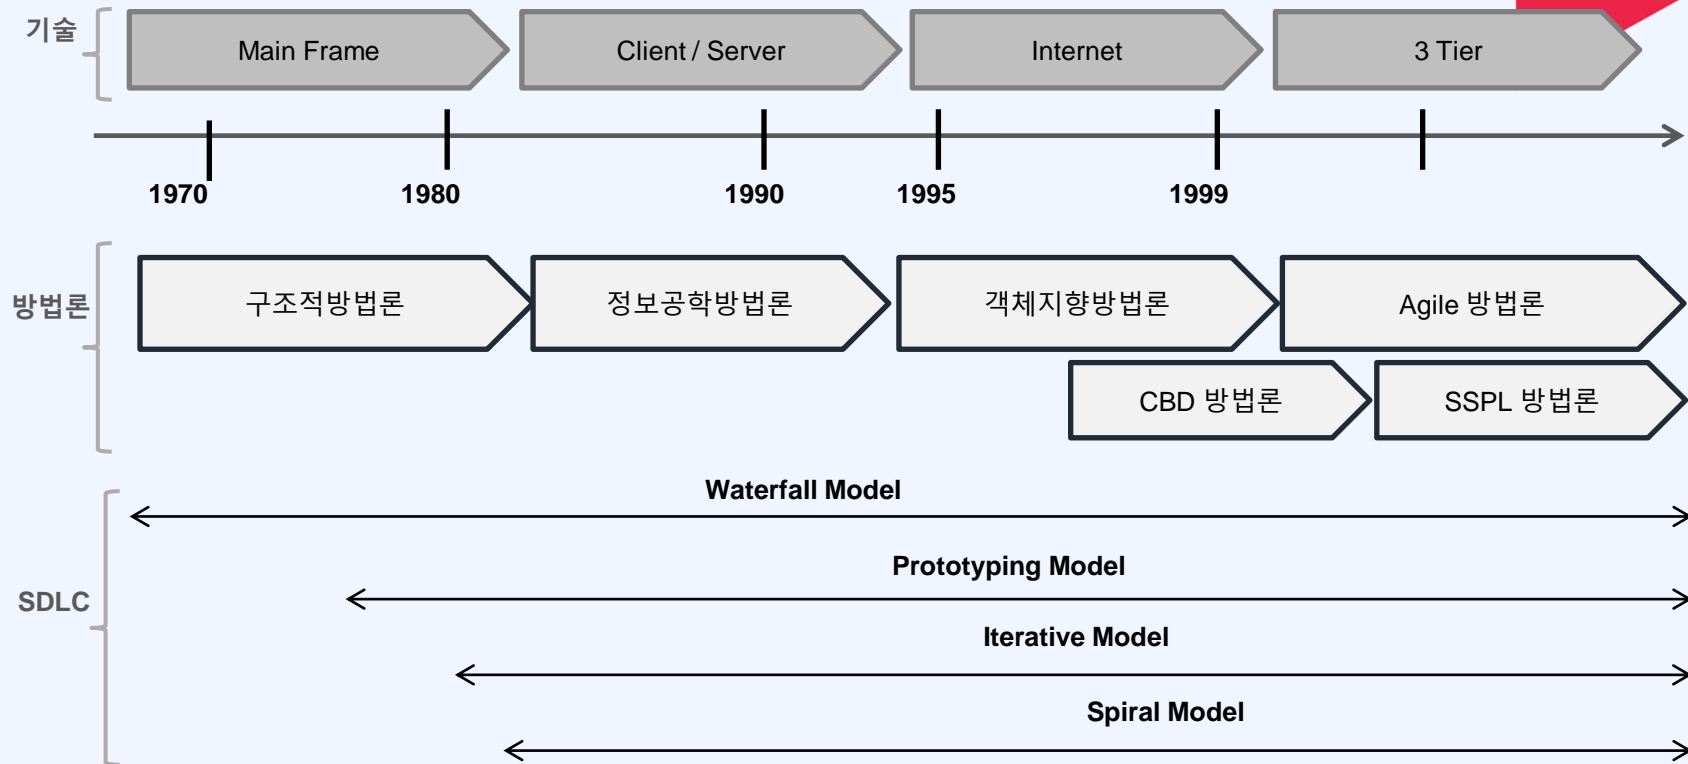 기술
Main Frame
Client / Server
Internet
3 Tier
1970
1980
1990
1995
1999
방법론
구조적방법론
정보공학방법론
객체지향방법론
Agile 방법론
CBD 방법론
SSPL 방법론
SDLC
Waterfall Model
Prototyping Model
Iterative Model
Spiral Model